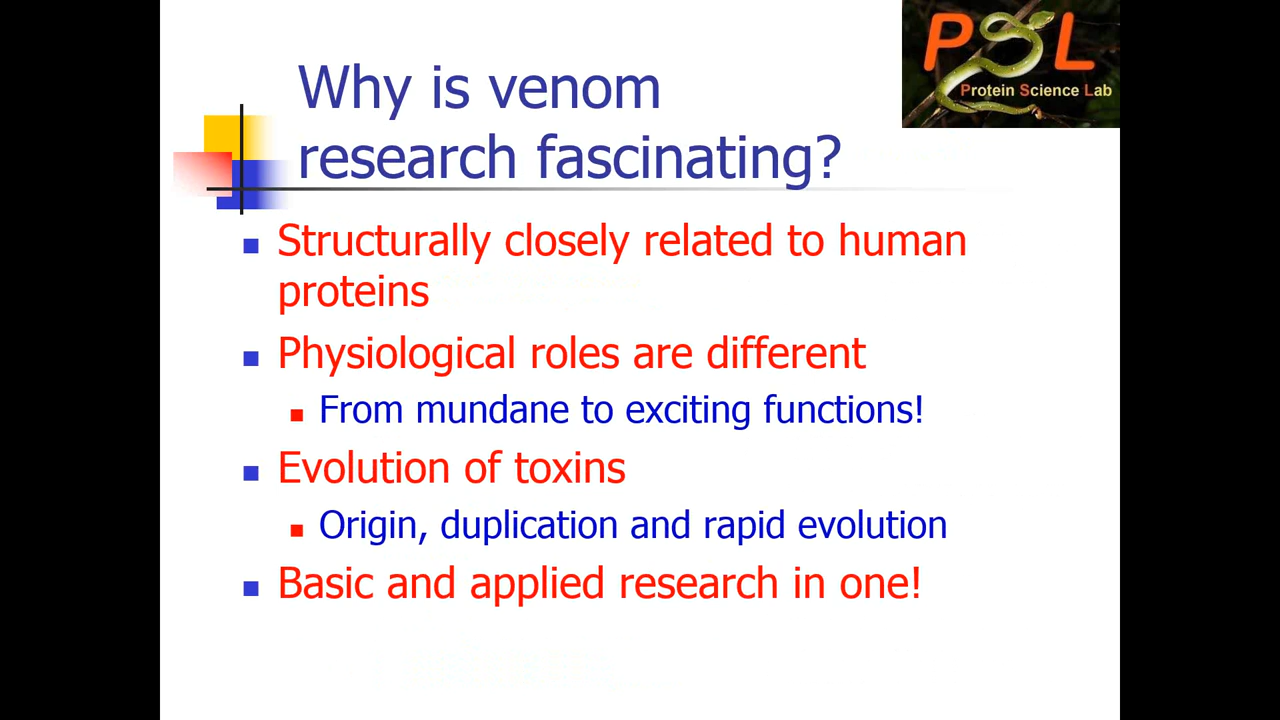 PSL
Protein Science Lab
Why is venom
research fascinating?
Structurally closely related to human
proteins
Physiological roles are different
From mundane to exciting functions!
Evolution of toxins
Origin, duplication and rapid evolution
Basic and applied research in one!